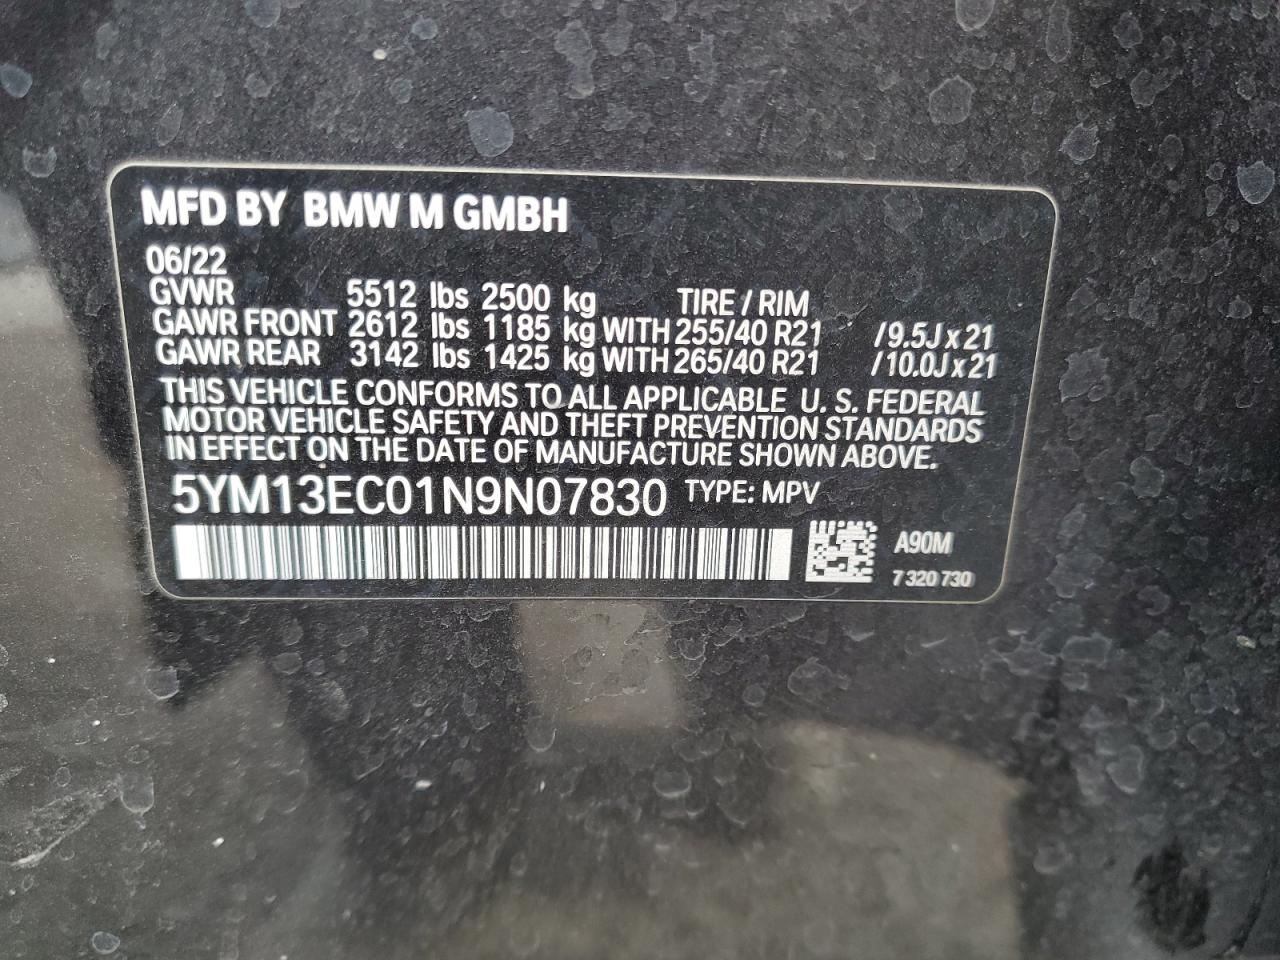 MFD BY BMW M GMBH
06/22
GVWR 5512 lbs 2500 kg TIRE / RIM
GAWR FRONT 2612 lbs 1185 kg WITH 255/40 R21 /9.5J x 21
GAWR REAR 3142 lbs 1425 kg WITH 265/40 R21 /10.0J x 21
THIS VEHICLE CONFORMS TO ALL APPLICABLE U. S. FEDERAL
MOTOR VEHICLE SAFETY AND THEFT PREVENTION STANDARDS
IN EFFECT ON THE DATE OF MANUFACTURE SHOWN ABOVE.
5YM13EC01N9N07830 TYPE: MPV
A90M
7 320 730